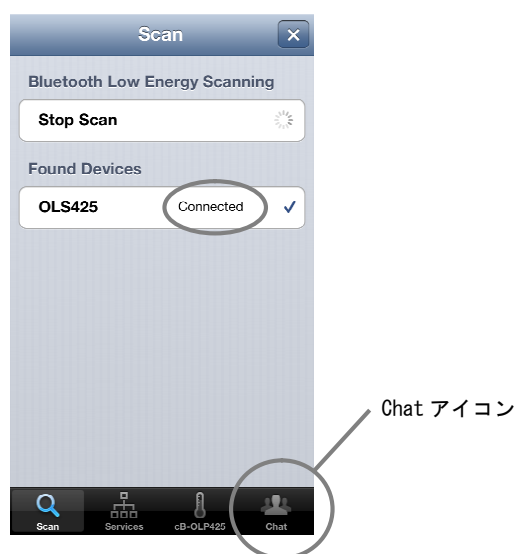 Scan
Bluetooth Low Energy Scanning
Stop Scan
Found Devices
OLS425 Connected
Chat アイコン
Scan Services cB-OLP425 Chat